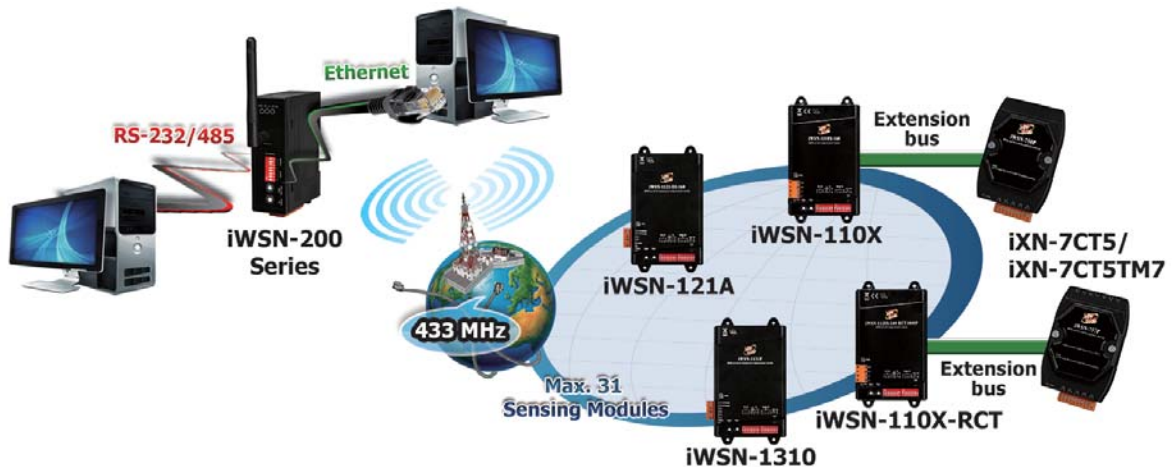 Ethernet
RS-232/485
iWSN-200
Series
433 MHz
Max. 31
Sensing Modules
iWSN-121A
iWSN-110X
Extension
bus
iXN-7CT5/
iXN-7CT5TM7
iWSN-1310
iWSN-110X-RCT
Extension
bus